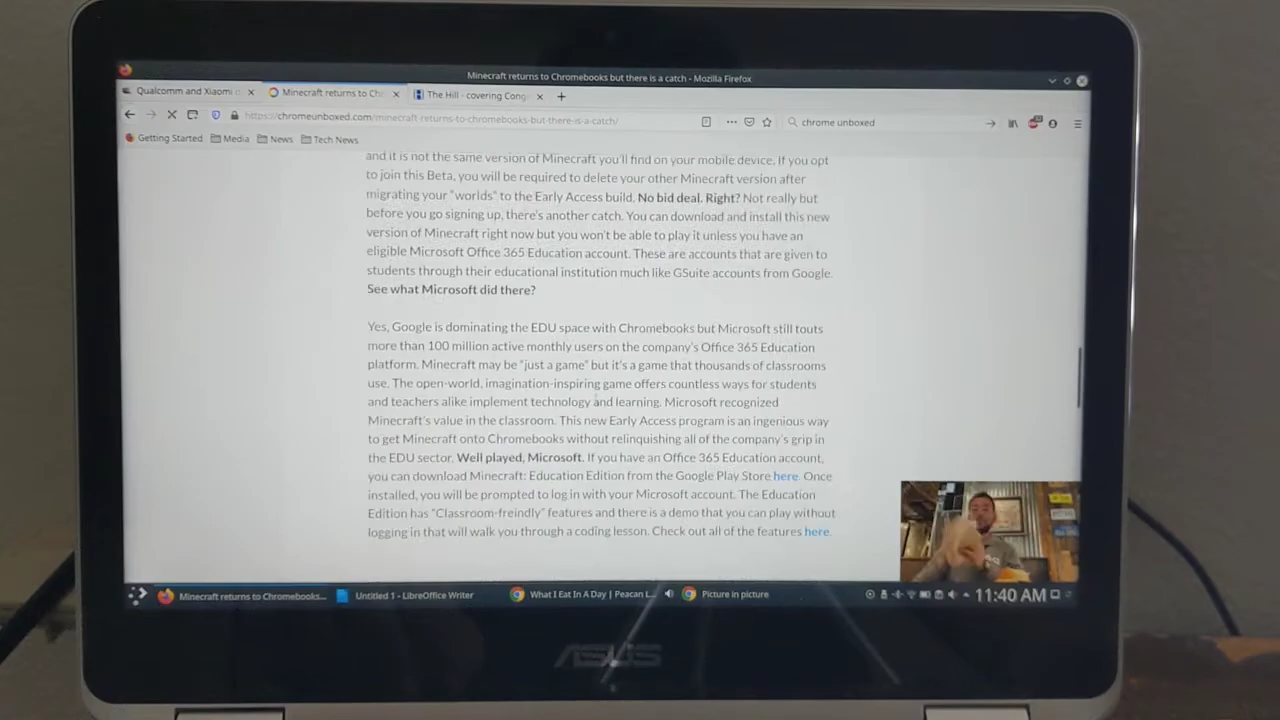 Minecraft returns to Chromebooks but there is a catch - Mozilla Firefox
Qualcomm and Xiaomi
Minecraft returns to Chr
The Hill - covering Cong
https://chromeunboxed.com/minecraft-returns-to-chromebooks-but-there-is-a-catch/
chrome unboxed
Getting Started Media News Tech News
and it is not the same version of Minecraft you'll find on your mobile device. If you opt
to join this Beta, you will be required to delete your other Minecraft version after
migrating your "worlds" to the Early Access build. No bid deal. Right? Not really but
before you go signing up, there's another catch. You can download and install this new
version of Minecraft right now but you won't be able to play it unless you have an
eligible Microsoft Office 365 Education account. These are accounts that are given to
students through their educational institution much like GSuite accounts from Google.
See what Microsoft did there?
Yes, Google is dominating the EDU space with Chromebooks but Microsoft still touts
more than 100 million active monthly users on the company's Office 365 Education
platform. Minecraft may be "just a game" but it's a game that thousands of classrooms
use. The open-world, imagination-inspiring game offers countless ways for students
and teachers alike implement technology and learning. Microsoft recognized
Minecraft's value in the classroom. This new Early Access program is an ingenious way
to get Minecraft onto Chromebooks without relinquishing all of the company's grip in
the EDU sector. Well played, Microsoft. If you have an Office 365 Education account,
you can download Minecraft: Education Edition from the Google Play Store here. Once
installed, you will be prompted to log in with your Microsoft account. The Education
Edition has "Classroom-freindly" features and there is a demo that you can play without
logging in that will walk you through a coding lesson. Check out all of the features here.
Minecraft returns to Chromebooks...
Untitled 1 - LibreOffice Writer
What I Eat In A Day | Peacan L...
Picture in picture
11:40 AM
ASUS